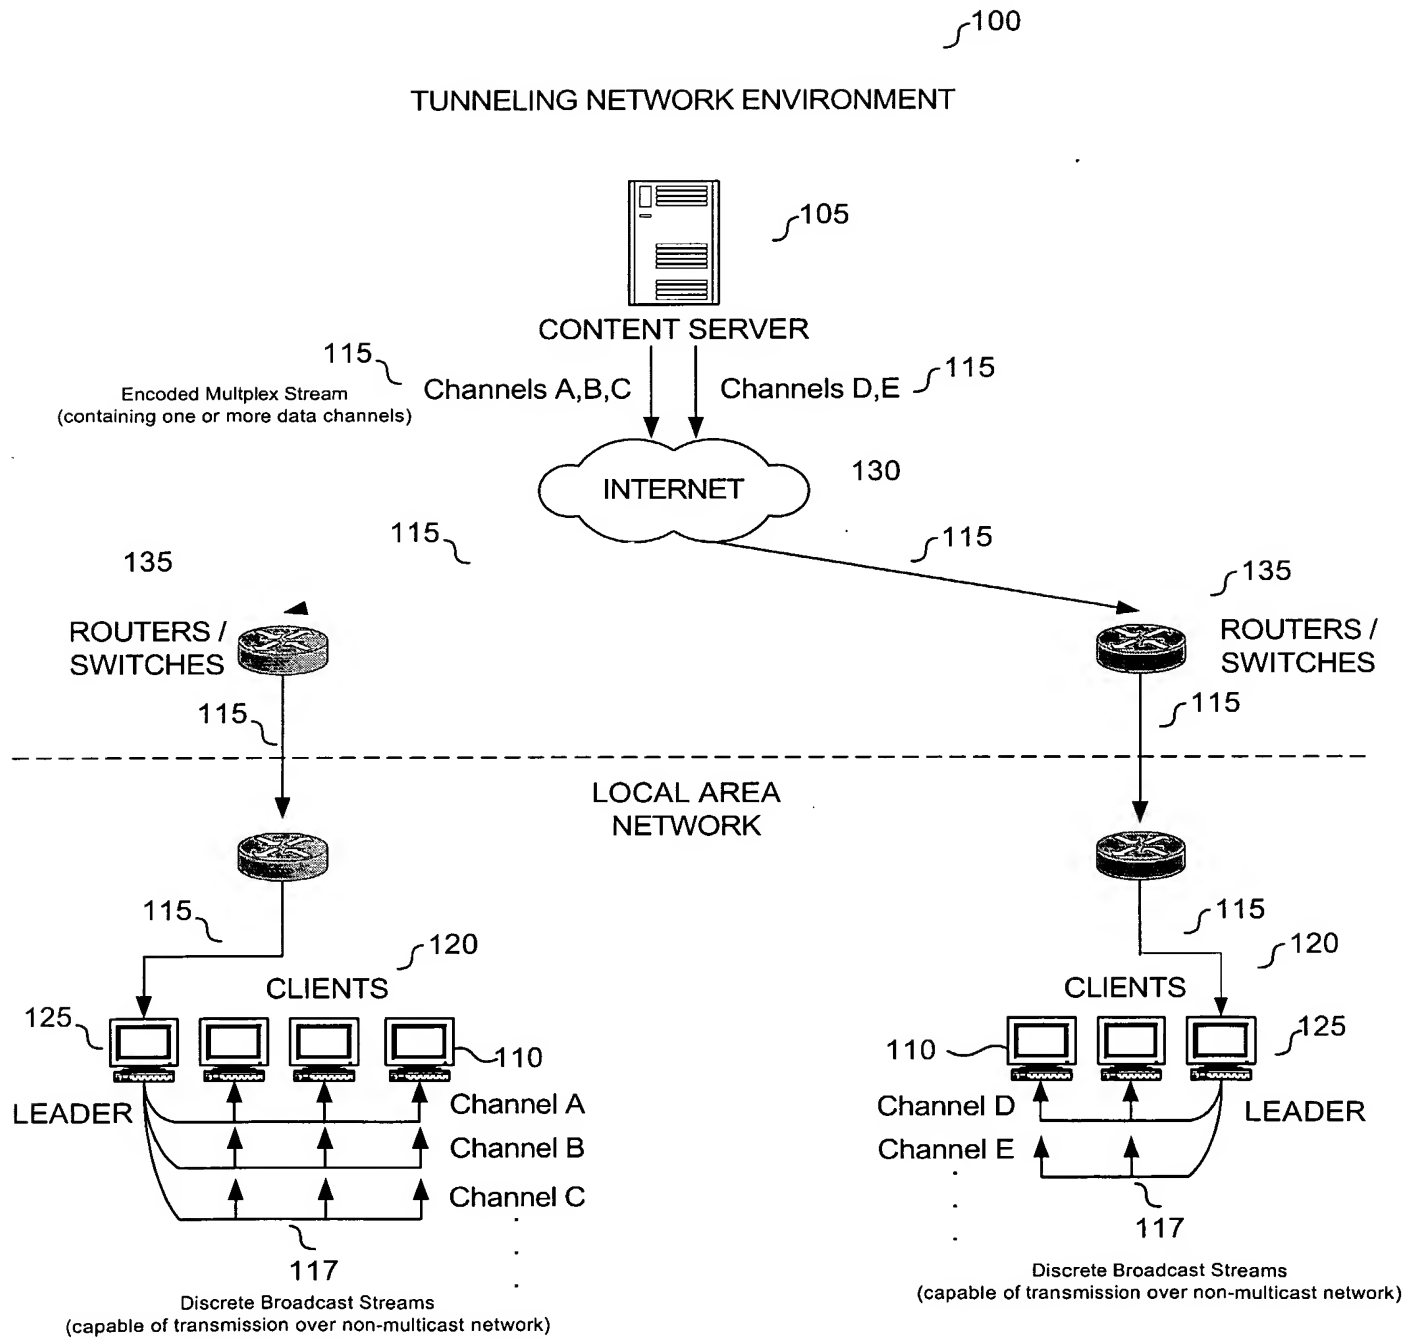 100
TUNNELING NETWORK ENVIRONMENT
105
CONTENT SERVER
115
Encoded Multplex Stream
(containing one or more data channels)
Channels A,B,C
Channels D,E
115
INTERNET
130
115
115
135
ROUTERS /
SWITCHES
135
ROUTERS /
SWITCHES
115
115
LOCAL AREA
NETWORK
115
115
120
CLIENTS
120
CLIENTS
125
110
110
125
LEADER
Channel A
Channel B
Channel C
Channel D
Channel E
LEADER
117
Discrete Broadcast Streams
(capable of transmission over non-multicast network)
117
Discrete Broadcast Streams
(capable of transmission over non-multicast network)